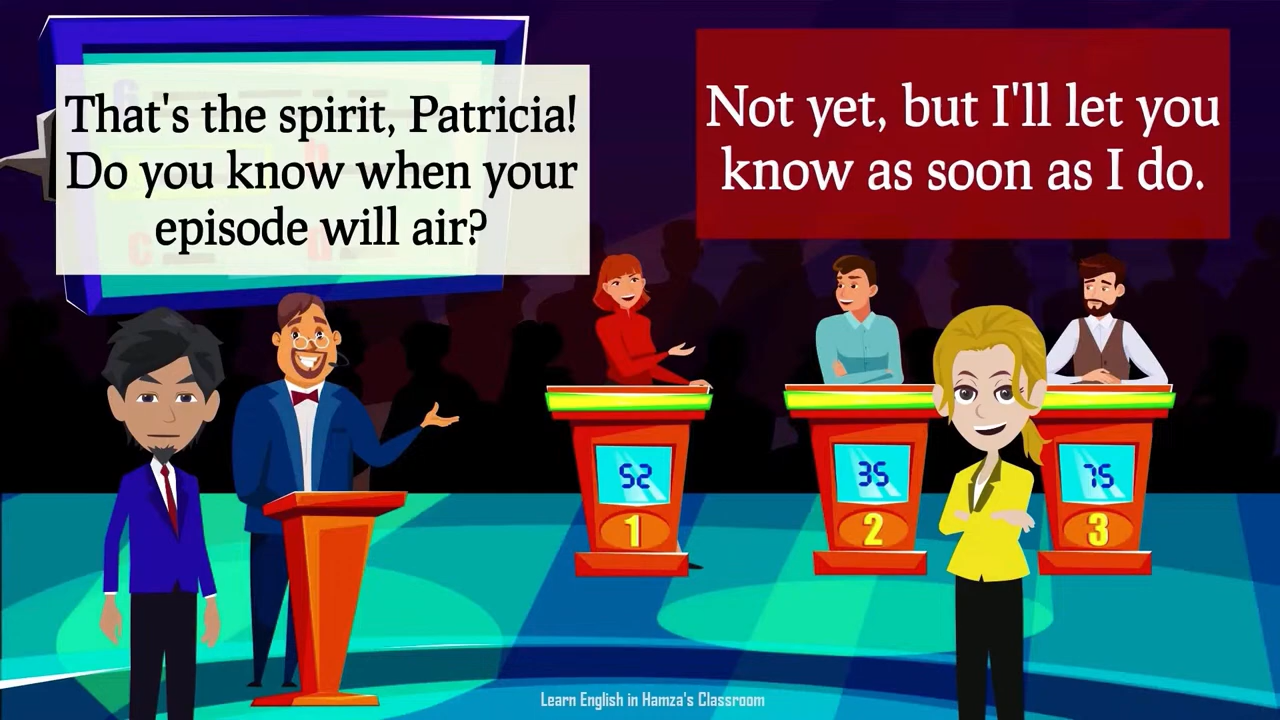 That's the spirit, Patricia!
Do you know when your
episode will air?
Not yet, but I'll let you
know as soon as I do.
52
35
75
1
2
3
Learn English in Hamza's Classroom